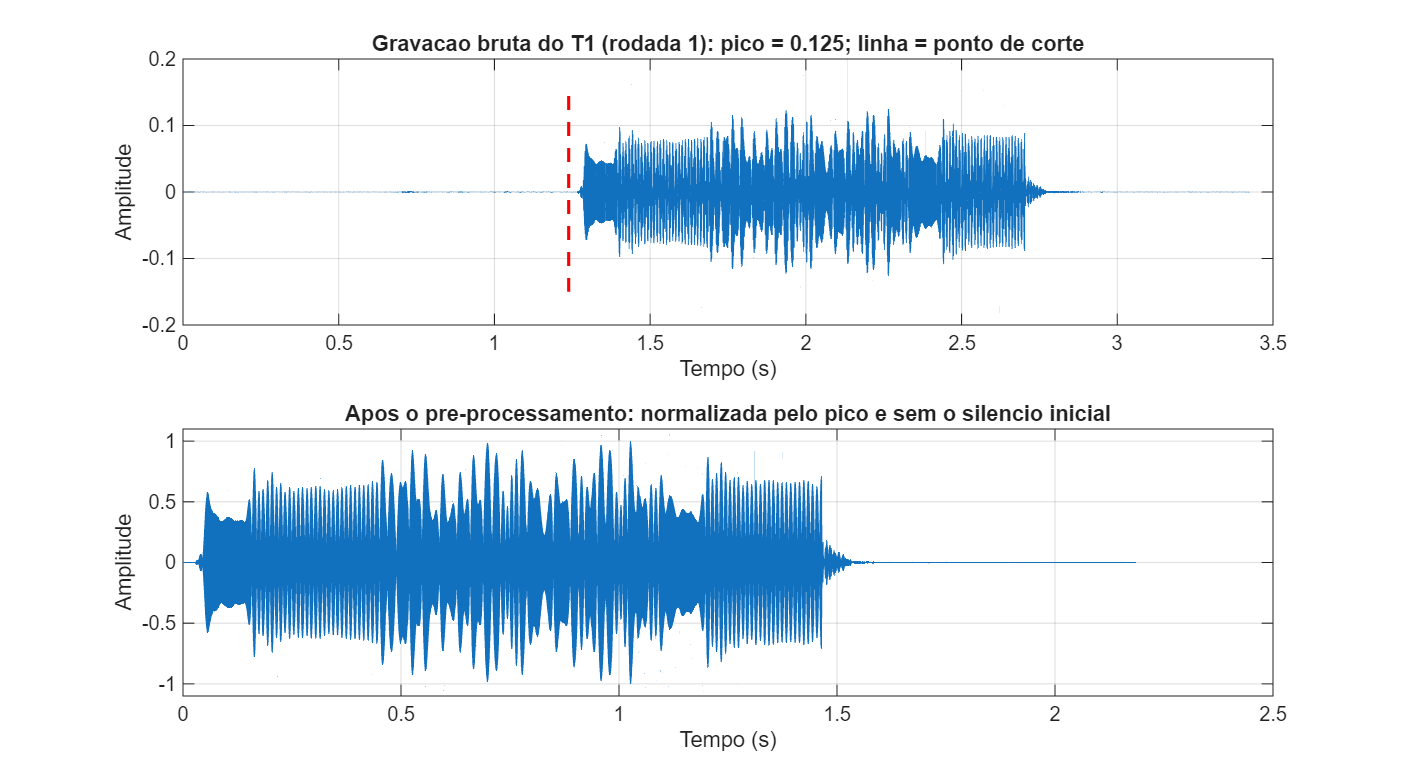 Gravacao bruta do T1 (rodada 1): pico = 0.125; linha = ponto de corte
0.2
0.1
0
-0.1
-0.2
Amplitude
0 0.5 1 1.5 2 2.5 3 3.5
Tempo (s)
Apos o pre-processamento: normalizada pelo pico e sem o silencio inicial
1
0.5
0
-0.5
-1
Amplitude
0 0.5 1 1.5 2 2.5
Tempo (s)